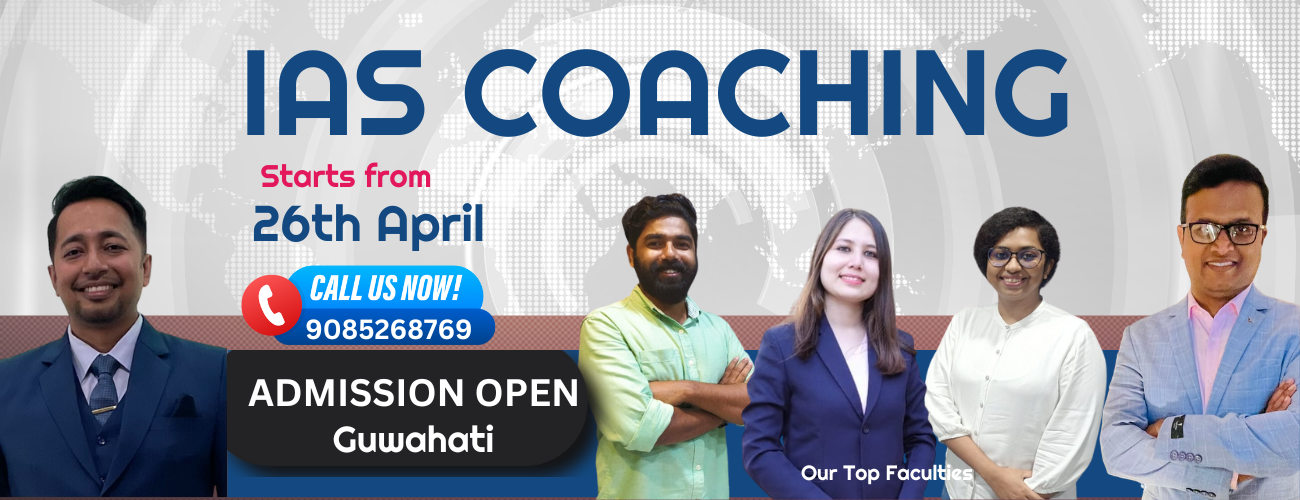 IAS COACHING
Starts from
26th April
CALL US NOW!
9085268769
ADMISSION OPEN
Guwahati
Our Top Faculties